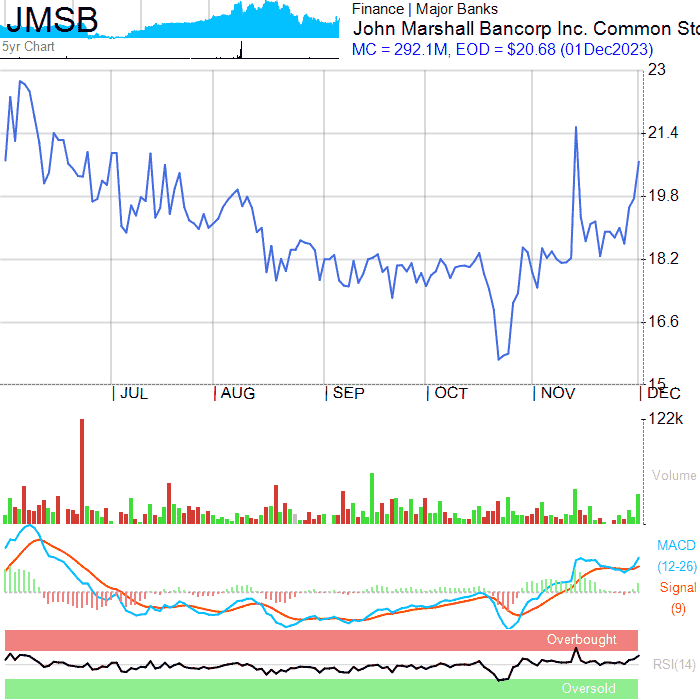 JMSB
5yr Chart
Finance | Major Banks
John Marshall Bancorp Inc. Common Sto
MC = 292.1M, EOD = $20.68 (01Dec2023)
23
21.4
19.8
18.2
16.6
15
JUL AUG SEP OCT NOV DEC
122k
Volume
MACD
(12-26)
Signal
(9)
Overbought
RSI(14)
Oversold